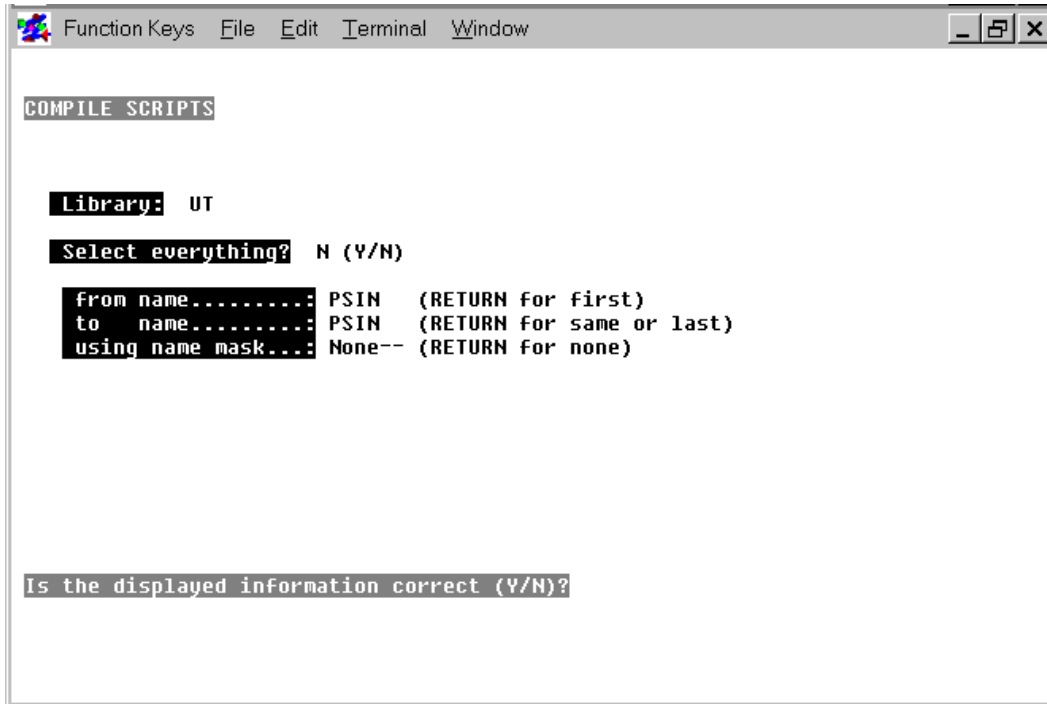 Function Keys File Edit Terminal Window
COMPILE SCRIPTS
Library: UT
Select everything? N (Y/N)
from name.........: PSIN (RETURN for first)
to name.........: PSIN (RETURN for same or last)
using name mask...: None-- (RETURN for none)
Is the displayed information correct (Y/N)?